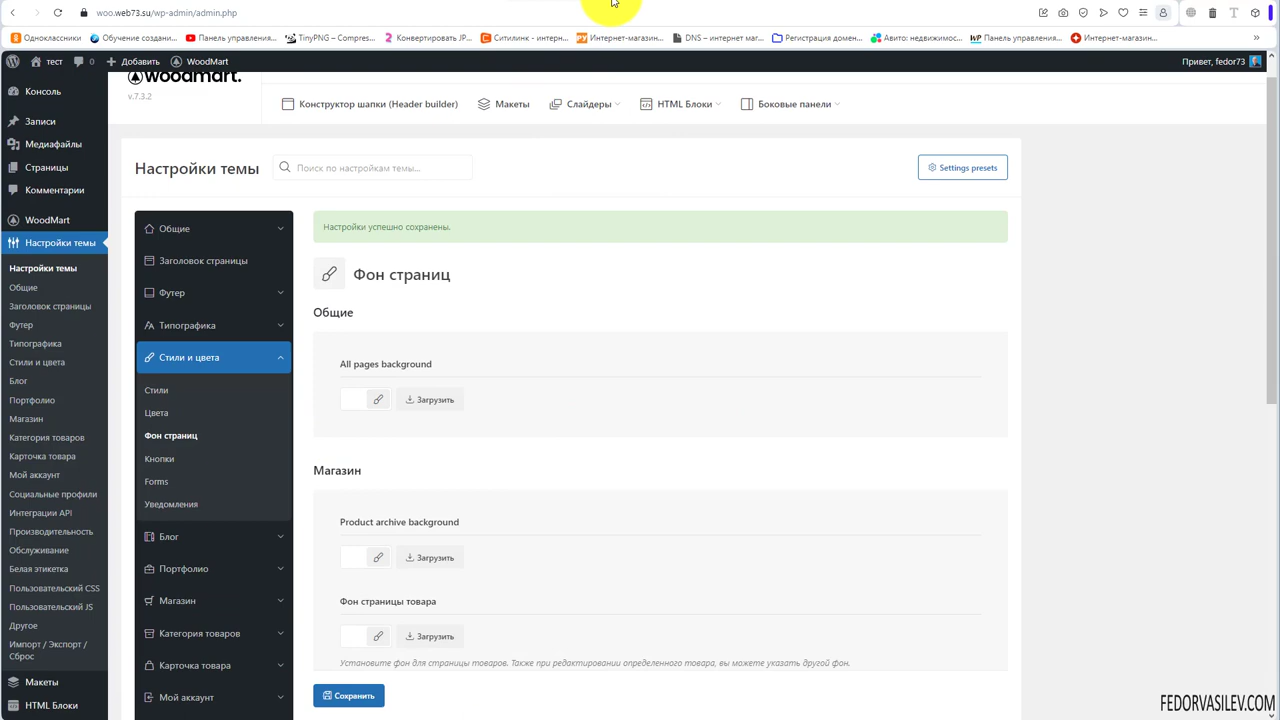 woo.web73.su/wp-admin/admin.php
Одноклассники
Обучение создани...
Панель управления...
TinyPNG – Compres...
Конвертировать JP...
Ситилинк - интерн...
Интернет-магазин...
DNS – интернет маг...
Регистрация домен...
Авито: недвижимос...
Панель управления...
Интернет-магазин...
тест
0
Добавить
WoodMart
Привет, fedor73
woodmart.
v.7.3.2
Конструктор шапки (Header builder)
Макеты
Слайдеры
HTML Блоки
Боковые панели
Консоль
Записи
Медиафайлы
Страницы
Комментарии
WoodMart
Настройки темы
Настройки темы
Общие
Заголовок страницы
Футер
Типографика
Стили и цвета
Блог
Портфолио
Магазин
Категория товаров
Карточка товара
Мой аккаунт
Социальные профили
Интеграции API
Производительность
Обслуживание
Белая этикетка
Пользовательский CSS
Пользовательский JS
Другое
Импорт / Экспорт /
Сброс
Макеты
HTML Блоки
Настройки темы
Поиск по настройкам темы...
Settings presets
Общие
Заголовок страницы
Футер
Типографика
Стили и цвета
Стили
Цвета
Фон страниц
Кнопки
Forms
Уведомления
Блог
Портфолио
Магазин
Категория товаров
Карточка товара
Мой аккаунт
Настройки успешно сохранены.
Фон страниц
Общие
All pages background
Загрузить
Магазин
Product archive background
Загрузить
Фон страницы товара
Загрузить
Установите фон для страницы товаров. Также при редактировании определенного товара, вы можете указать другой фон.
Сохранить
FEDORVASILEV.COM